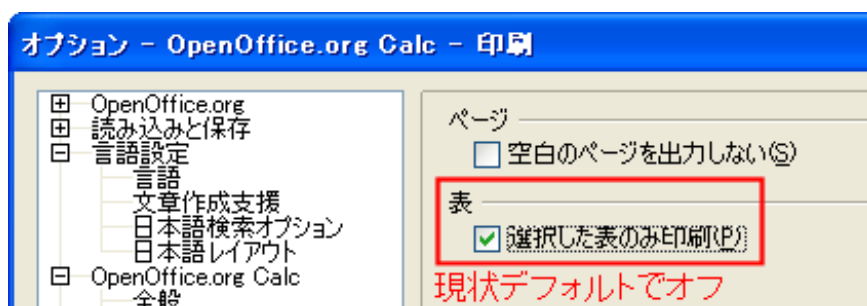 オプション - OpenOffice.org Calc - 印刷
OpenOffice.org
読み込みと保存
言語設定
言語
文章作成支援
日本語検索オプション
日本語レイアウト
OpenOffice.org Calc
全般
ページ
空白のページを出力しない(S)
表
選択した表のみ印刷(P)
現状デフォルトでオフ